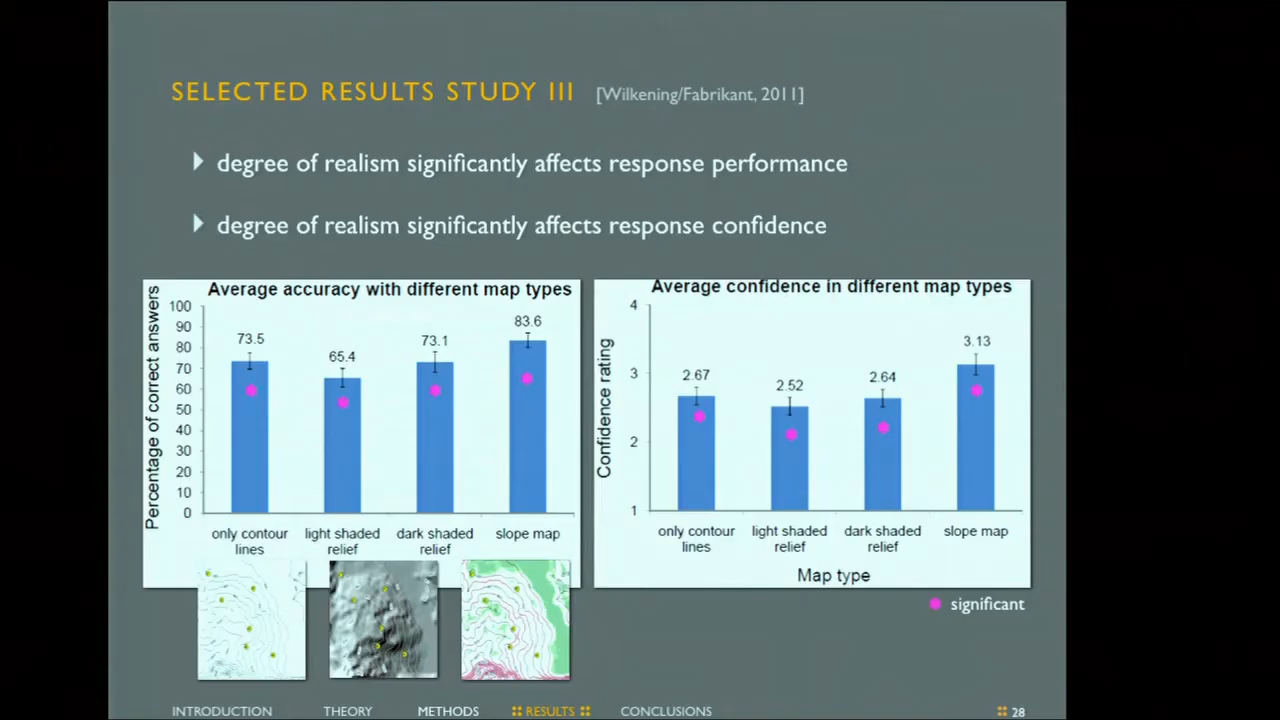 SELECTED RESULTS STUDY III [Wilkening/Fabrikant, 2011]
degree of realism significantly affects response performance
degree of realism significantly affects response confidence
Average accuracy with different map types
Percentage of correct answers
100
90
80
70
60
50
40
30
20
10
0
73.5
65.4
73.1
83.6
only contour lines
light shaded relief
dark shaded relief
slope map
Average confidence in different map types
Confidence rating
4
3
2
1
2.67
2.52
2.64
3.13
only contour lines
light shaded relief
dark shaded relief
slope map
Map type
significant
INTRODUCTION THEORY METHODS RESULTS CONCLUSIONS 28